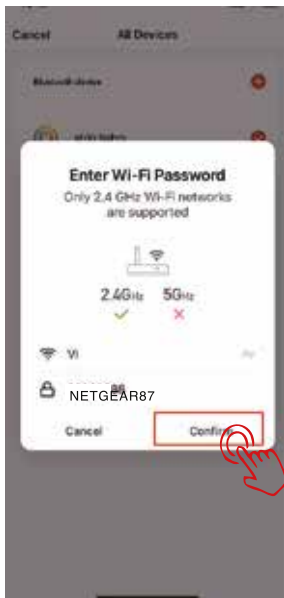 Cancel All Devices
Enter Wi-Fi Password
Only 2.4 GHz Wi-Fi networks
are supported
2.4GHz 5GHz
Vi
NETGEAR87
Cancel Confirm